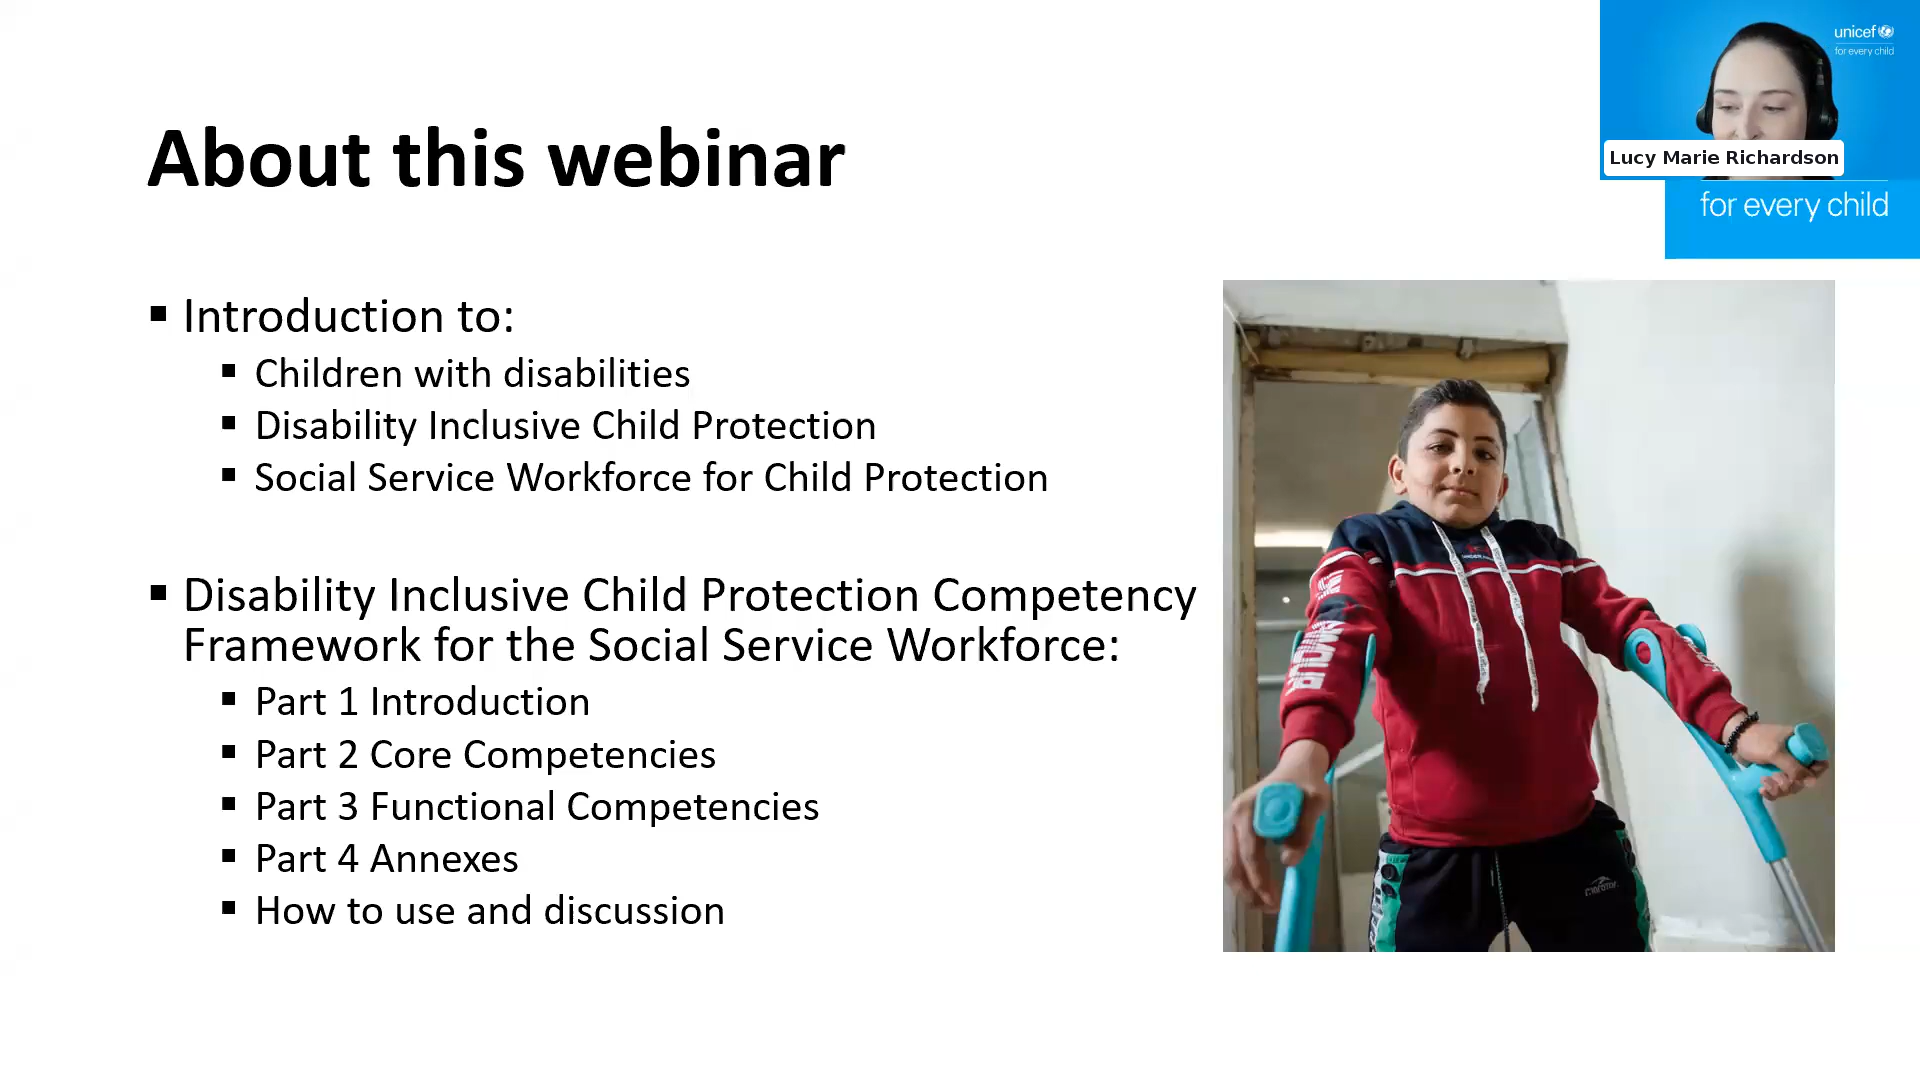 unicef
for every child
Lucy Marie Richardson
for every child
About this webinar
Introduction to:
Children with disabilities
Disability Inclusive Child Protection
Social Service Workforce for Child Protection
Disability Inclusive Child Protection Competency
Framework for the Social Service Workforce:
Part 1 Introduction
Part 2 Core Competencies
Part 3 Functional Competencies
Part 4 Annexes
How to use and discussion